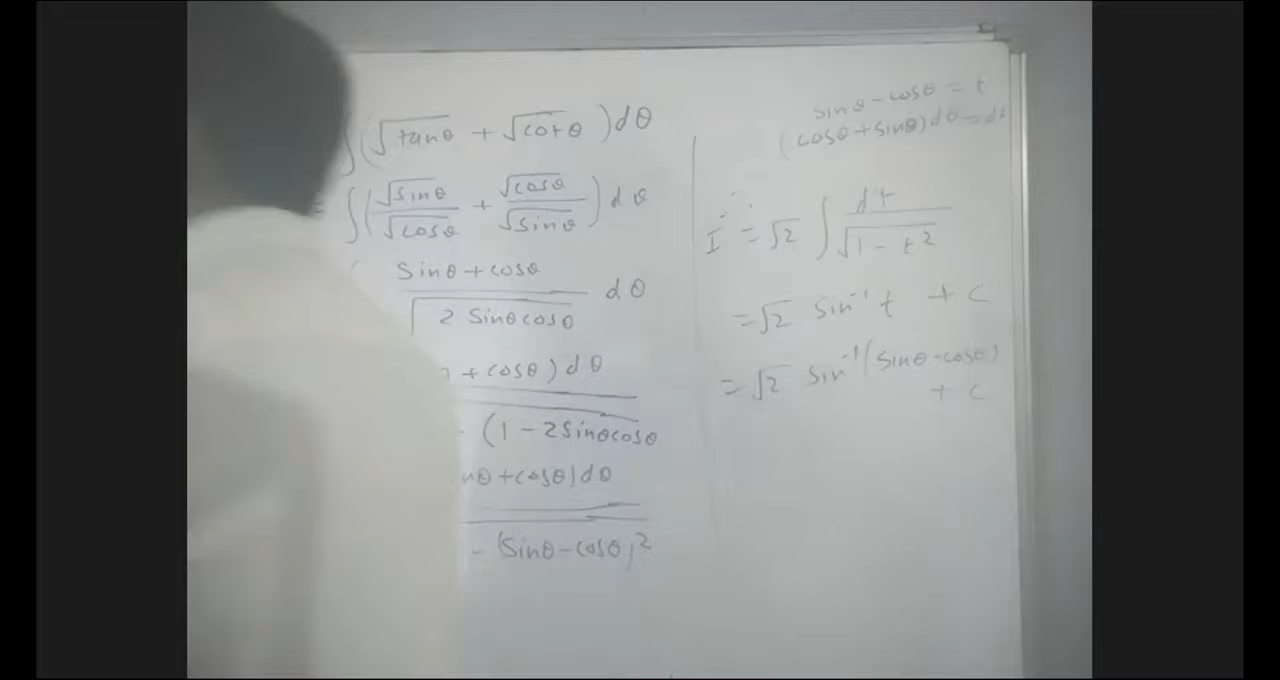 ∫(√tanθ + √cotθ)dθ
∫(√sinθ/√cosθ + √cosθ/√sinθ)dθ
sinθ+cosθ/√2 sinθcosθ dθ
+ cosθ)dθ
- (1-2sinθcosθ
nθ+cosθ)dθ
- (sinθ-cosθ)²
sinθ-cosθ = t
(cosθ+sinθ)dθ=dt
I = √2 ∫ dt/√1-t²
= √2 sin⁻¹ t + c
= √2 sin⁻¹(sinθ-cosθ)
+ c